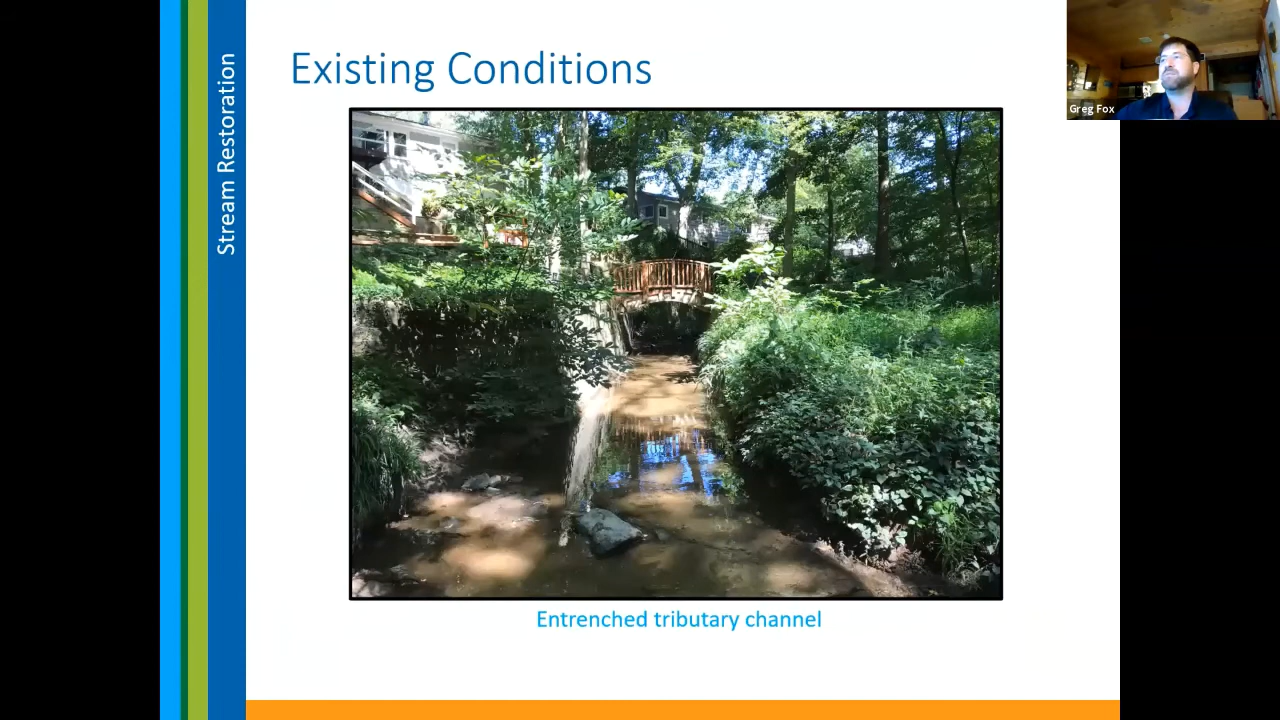 Stream Restoration
Existing Conditions
Greg Fox
Entrenched tributary channel